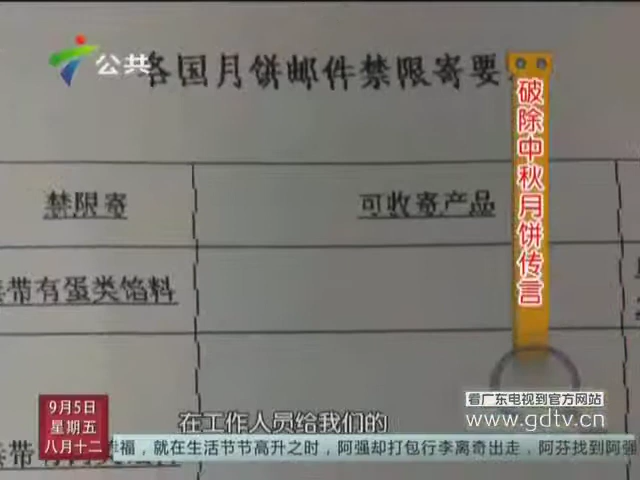 公共
各国月饼邮件禁限寄要
破除中秋月饼传言
禁限寄
可收寄产品
带有蛋类馅料
看广东电视到官方网站
www.gdtv.cn
9月5日
星期五
八月十二
在工作人员给我们的
福，就在生活节节高升之时，阿强却打包行李离奇出走，阿芬找到阿强